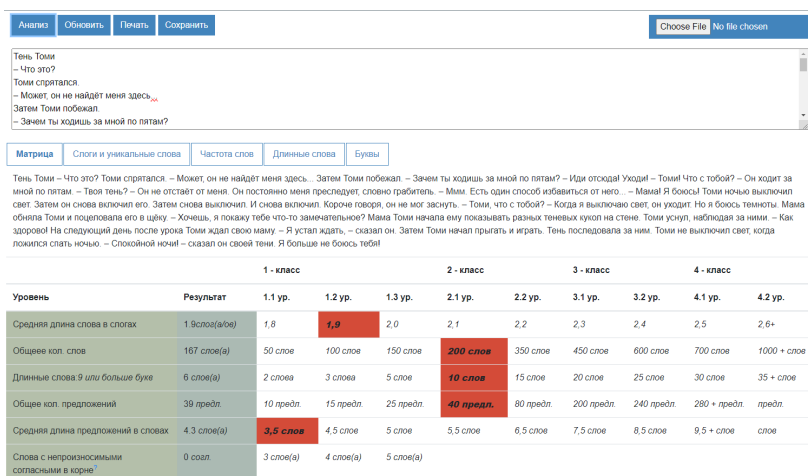 Анализ Обновить Печать Сохранить Choose File No file chosen
Тень Томи
– Что это?
Томи спрятался.
– Может, он не найдёт меня здесь...
Затем Томи побежал.
– Зачем ты ходишь за мной по пятам?
Матрица Слоги и уникальные слова Частота слов Длинные слова Буквы
Тень Томи – Что это? Томи спрятался. – Может, он не найдёт меня здесь... Затем Томи побежал. – Зачем ты ходишь за мной по пятам? – Иди отсюда! Уходи! – Томи! Что с тобой? – Он ходит за
мной по пятам. – Твоя тень? – Он не отстаёт от меня. Он постоянно меня преследует, словно грабитель. – Ммм. Есть один способ избавиться от него... – Мама! Я боюсь! Томи ночью выключил
свет. Затем он снова включил его. Затем снова выключил. И снова включил. Короче говоря, он не мог заснуть. – Томи, что с тобой? – Когда я выключаю свет, он уходит. Но я боюсь темноты. Мама
обняла Томи и поцеловала его в щёку. – Хочешь, я покажу тебе что-то замечательное? Мама Томи начала ему показывать разных теневых кукол на стене. Томи уснул, наблюдая за ними. – Как
здорово! На следующий день после урока Томи ждал свою маму. – Я устал ждать, – сказал он. Затем Томи начал прыгать и играть. Тень последовала за ним. Томи не выключил свет, когда
ложился спать ночью. – Спокойной ночи! – сказал он своей тени. Я больше не боюсь тебя!
1 - класс 2 - класс 3 - класс 4 - класс
Уровень Результат 1.1 ур. 1.2 ур. 1.3 ур. 2.1 ур. 2.2 ур. 3.1 ур. 3.2 ур. 4.1 ур. 4.2 ур.
Средняя длина слова в слогах 1.9слог(а/ов) 1,8 1,9 2,0 2,1 2,2 2,3 2,4 2,5 2,6+
Общеее кол. слов 167 слов(а) 50 слов 100 слов 150 слов 200 слов 350 слов 450 слов 600 слов 700 слов 1000 + слов
Длинные слова:9 или больше букв 6 слов(а) 2 слова 3 слова 5 слов 10 слов 15 слов 20 слов 25 слов 30 слов 35 + слов
Общее кол. предложений 39 предл. 10 предл. 15 предл. 25 предл. 40 предл. 80 предл. 200 предл. 240 предл. 280 + предл. предл.
Средняя длина предложений в словах 4.3 слов(а) 3,5 слов 4,5 слов 5 слов 5,5 слов 6,5 слов 7,5 слов 8,5 слов 9,5 + слов слов
Слова с непроизносимыми
согласными в корне? 0 согл. 3 слов(а) 4 слов(а) 5 слов(а)